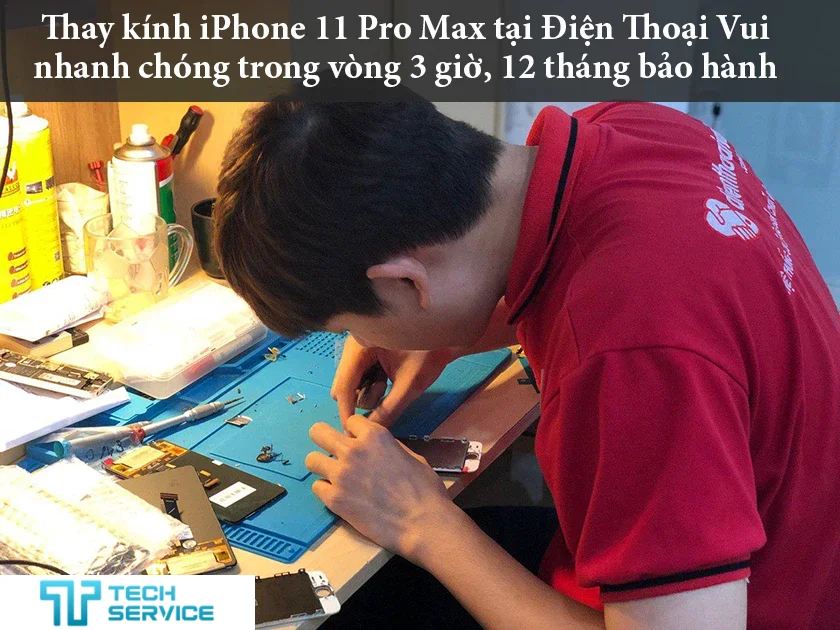 Thay kính iPhone 11 Pro Max tại Điện Thoại Vui
nhanh chóng trong vòng 3 giờ, 12 tháng bảo hành
TECH
SERVICE